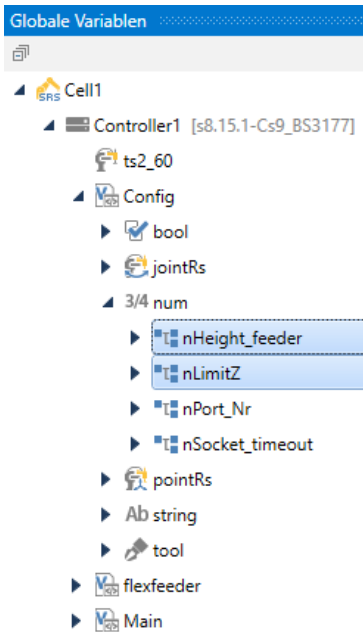 Globale Variablen
SRS Cell1
Controller1 [s8.15.1-Cs9_BS3177]
ts2_60
Config
bool
jointRs
3/4 num
nHeight_feeder
nLimitZ
nPort_Nr
nSocket_timeout
pointRs
Ab string
tool
flexfeeder
Main